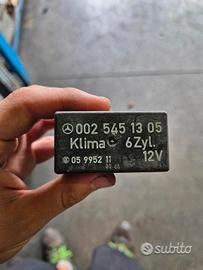 002 545 13 05
Klima 6Zyl.
05 9952 11 12V
subito